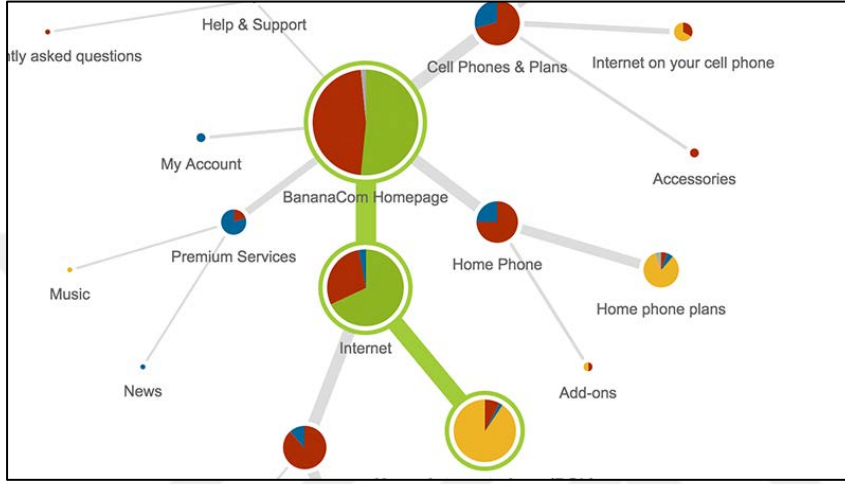 Help & Support
ntly asked questions
Cell Phones & Plans
Internet on your cell phone
My Account
Accessories
BananaCom Homepage
Premium Services
Home Phone
Music
Home phone plans
Internet
News
Add-ons